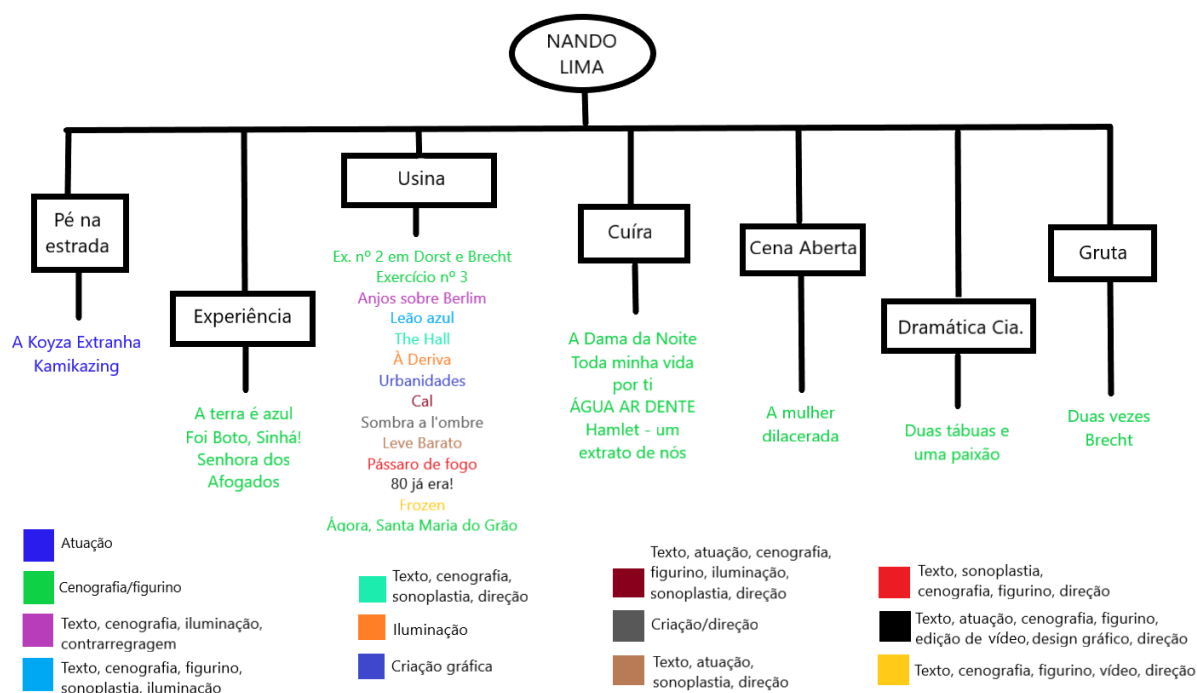 NANDO
LIMA
Pé na
estrada
A Koyza Extranha
Kamikazing
Experiência
A terra é azul
Foi Boto, Sinhá!
Senhora dos
Afogados
Usina
Ex. nº 2 em Dorst e Brecht
Exercício nº 3
Anjos sobre Berlim
Leão azul
The Hall
À Deriva
Urbanidades
Cal
Sombra a l'ombre
Leve Barato
Pássaro de fogo
80 já era!
Frozen
Ágora, Santa Maria do Grão
Cuíra
A Dama da Noite
Toda minha vida
por ti
ÁGUA AR DENTE
Hamlet - um
extrato de nós
Cena Aberta
A mulher
dilacerada
Dramática Cia.
Duas tábuas e
uma paixão
Gruta
Duas vezes
Brecht
Atuação
Cenografia/figurino
Texto, cenografia, iluminação,
contrarregragem
Texto, cenografia, figurino,
sonoplastia, iluminação
Texto, cenografia,
sonoplastia, direção
Iluminação
Criação gráfica
Texto, atuação, cenografia,
figurino, iluminação,
sonoplastia, direção
Criação/direção
Texto, atuação,
sonoplastia, direção
Texto, sonoplastia,
cenografia, figurino, direção
Texto, atuação, cenografia, figurino,
edição de vídeo, design gráfico, direção
Texto, cenografia, figurino, vídeo, direção